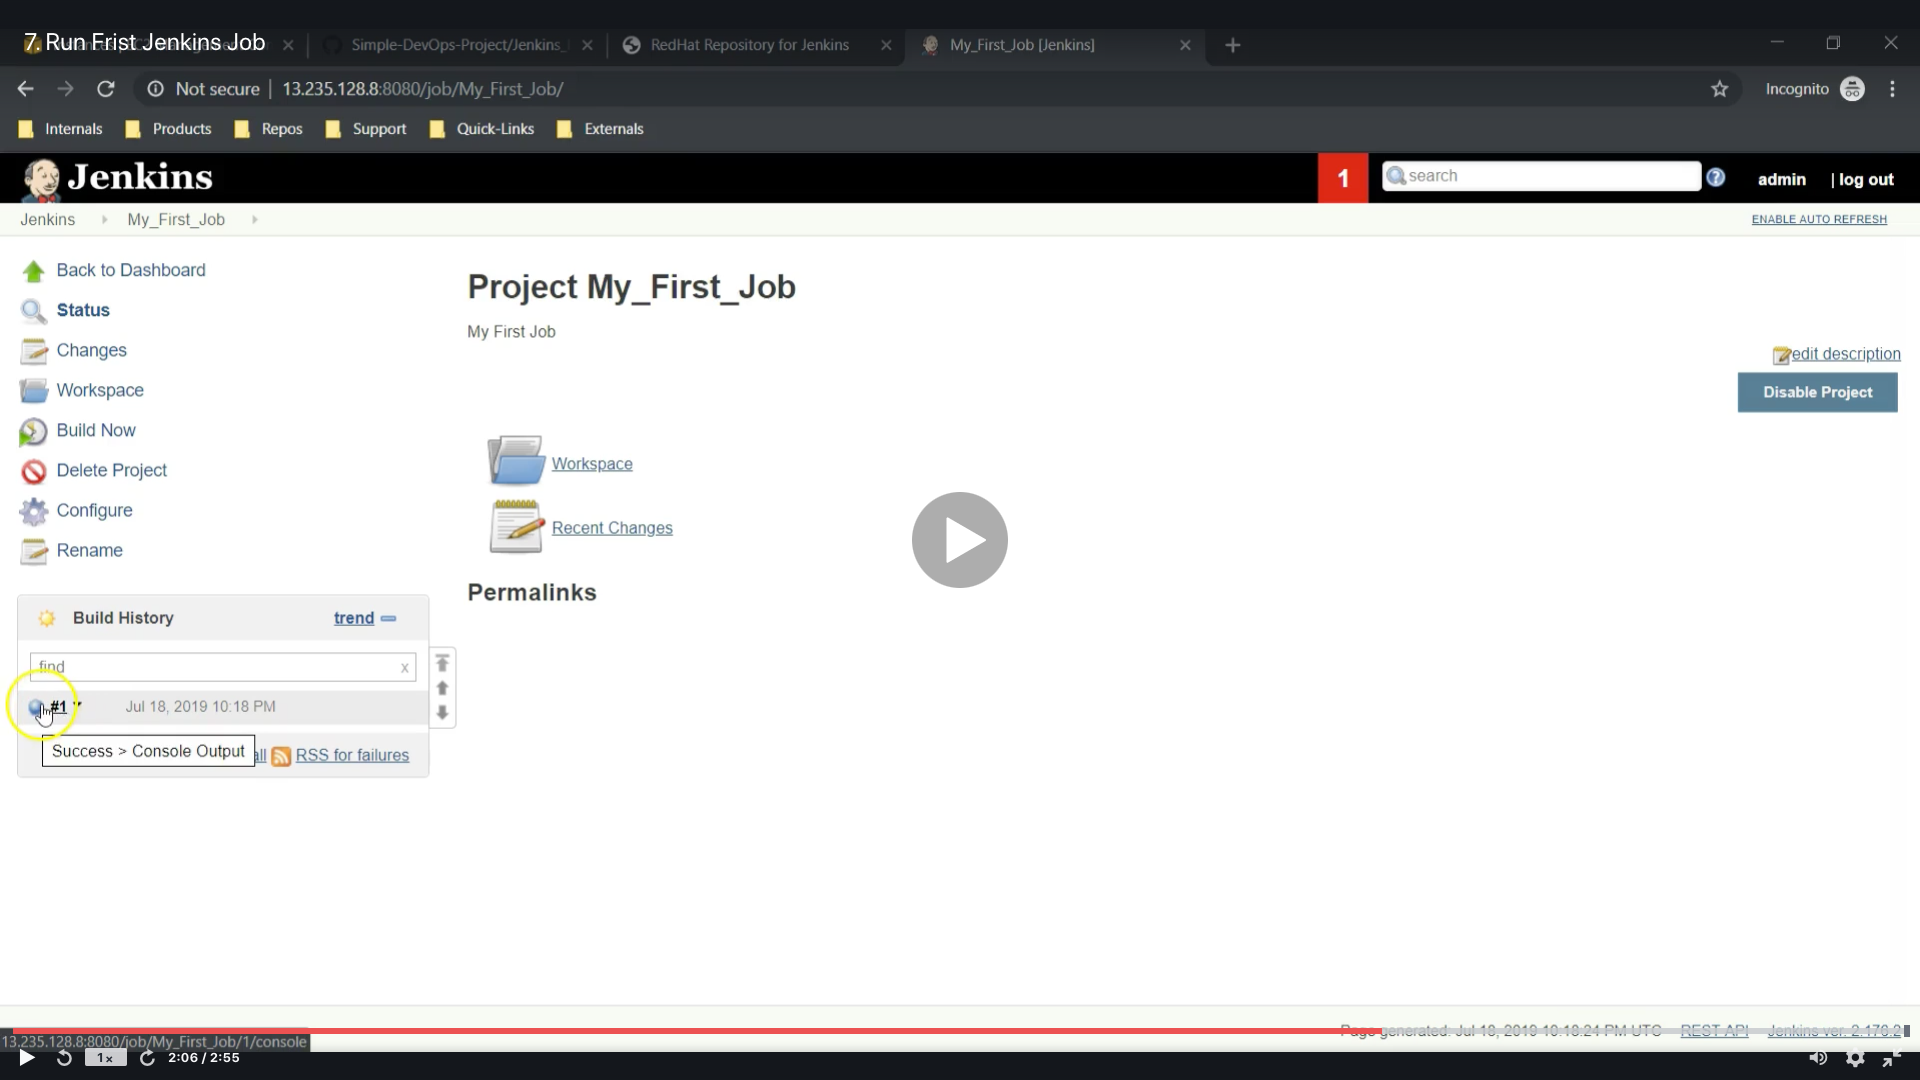 7. Run Frist Jenkins Job
Simple-DevOps-Project/Jenkins_
RedHat Repository for Jenkins
My_First_Job [Jenkins]
Not secure | 13.235.128.8:8080/job/My_First_Job/
Incognito
Internals
Products
Repos
Support
Quick-Links
Externals
Jenkins
1
search
admin
| log out
Jenkins
My_First_Job
ENABLE AUTO REFRESH
Back to Dashboard
Status
Changes
Workspace
Build Now
Delete Project
Configure
Rename
Project My_First_Job
My First Job
edit description
Disable Project
Workspace
Recent Changes
Permalinks
Build History
trend
find
x
#1
Jul 18, 2019 10:18 PM
Success > Console Output
all
RSS for failures
Page generated: Jul 18, 2019 10:18:24 PM UTC
REST API
Jenkins ver. 2.176.2
13.235.128.8:8080/job/My_First_Job/1/console
1x
2:06 / 2:55